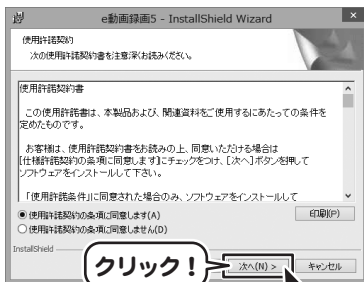 e動画録画5 - InstallShield Wizard
使用許諾契約
次の使用許諾契約書を注意深くお読みください。
使用許諾契約書
この使用許諾書は、本製品および、関連資料をご使用するにあたっての条件を
定めたものです。
お客様は、使用許諾契約書をお読みの上、同意いただける場合は
[仕様許諾契約の条項に同意します]にチェックをつけ、[次へ]ボタンを押して
ソフトウェアをインストールして下さい。
「使用許諾条件」に同意された場合のみ、ソフトウェアをインストールして
使用許諾契約の条項に同意します(A)
印刷(P)
使用許諾契約の条項に同意しません(D)
InstallShield
クリック！
次へ(N) >
キャンセル